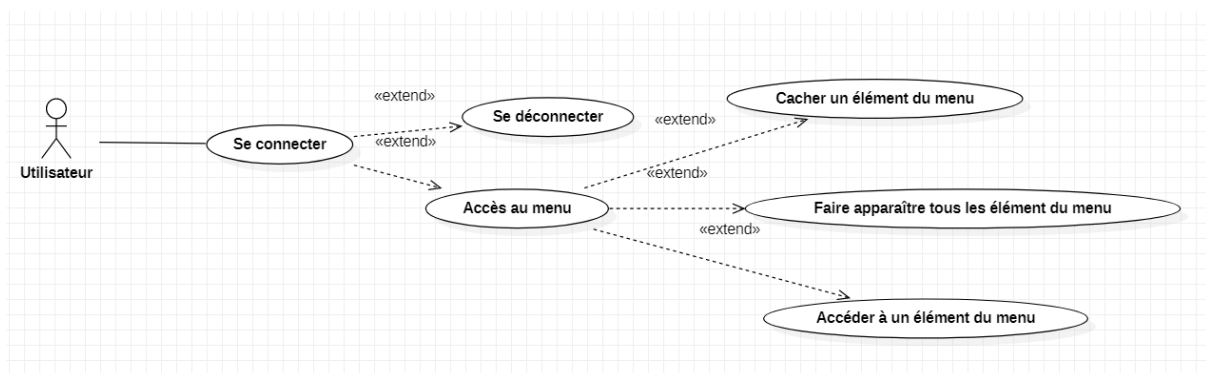 Utilisateur
Se connecter
«extend»
«extend»
Se déconnecter
Accès au menu
«extend»
«extend»
«extend»
Cacher un élément du menu
Faire apparaître tous les élément du menu
Accéder à un élément du menu